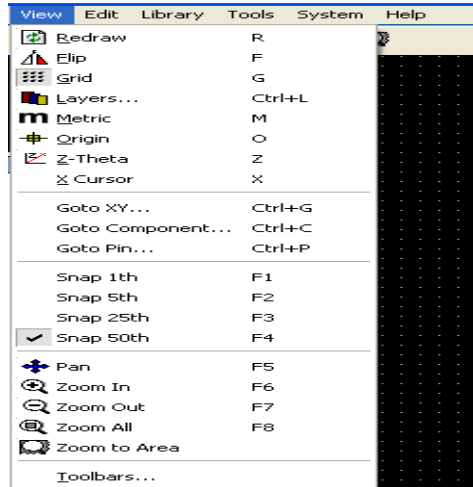 View Edit Library Tools System Help
Redraw R
Flip F
Grid G
Layers... Ctrl+L
Metric M
Origin O
Z-Theta Z
X Cursor X
Goto XY... Ctrl+G
Goto Component... Ctrl+C
Goto Pin... Ctrl+P
Snap 1th F1
Snap 5th F2
Snap 25th F3
Snap 50th F4
Pan F5
Zoom In F6
Zoom Out F7
Zoom All F8
Zoom to Area
Toolbars...